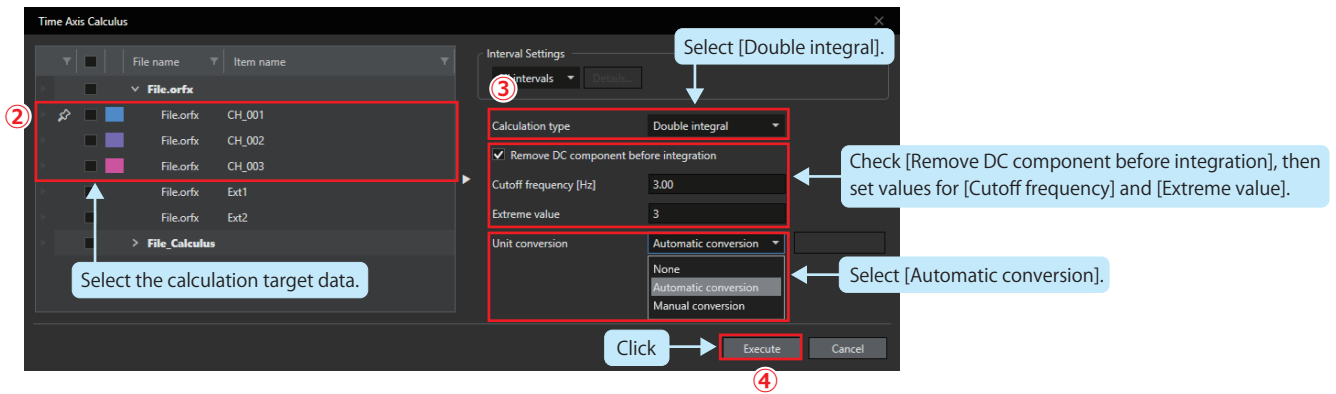 Time Axis Calculus
File name
Item name
File.orfx
② File.orfx CH_001
File.orfx CH_002
File.orfx CH_003
File.orfx Ext1
File.orfx Ext2
File_Calculus
Select the calculation target data.
Interval Settings
Select [Double integral].
intervals
Details...
③
Calculation type Double integral
Remove DC component before integration
Cutoff frequency [Hz] 3.00
Extreme value 3
Check [Remove DC component before integration], then
set values for [Cutoff frequency] and [Extreme value].
Unit conversion Automatic conversion
None
Automatic conversion
Manual conversion
Select [Automatic conversion].
Click
Execute
Cancel
④